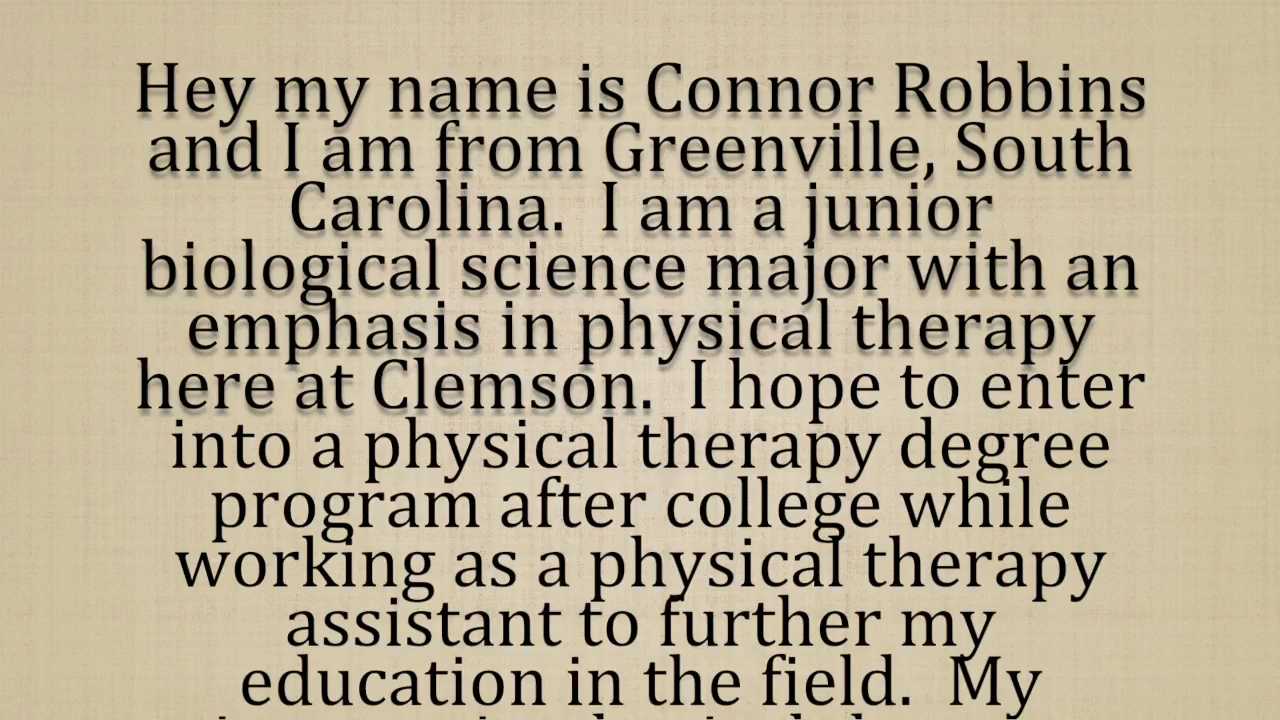 Hey my name is Connor Robbins
and I am from Greenville, South
Carolina.  I am a junior
biological science major with an
emphasis in physical therapy
here at Clemson.  I hope to enter
into a physical therapy degree
program after college while
working as a physical therapy
assistant to further my
education in the field.  My